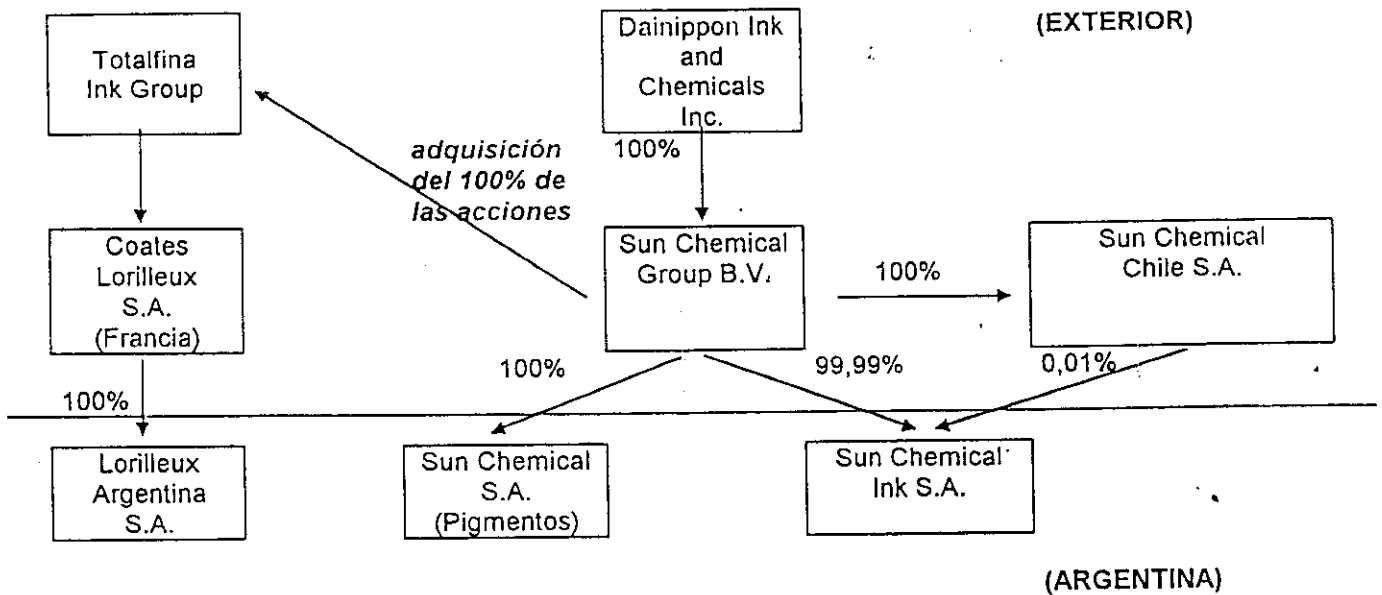 (EXTERIOR)
Totalfina
Ink Group
Dainippon Ink
and
Chemicals
Inc.
adquisición
del 100% de
las acciones
100%
Coates
Lorilleux
S.A.
(Francia)
Sun Chemical
Group B.V.
100%
Sun Chemical
Chile S.A.
100%
100%
99,99%
0,01%
Lorilleux
Argentina
S.A.
Sun Chemical
S.A.
(Pigmentos)
Sun Chemical
Ink S.A.
(ARGENTINA)